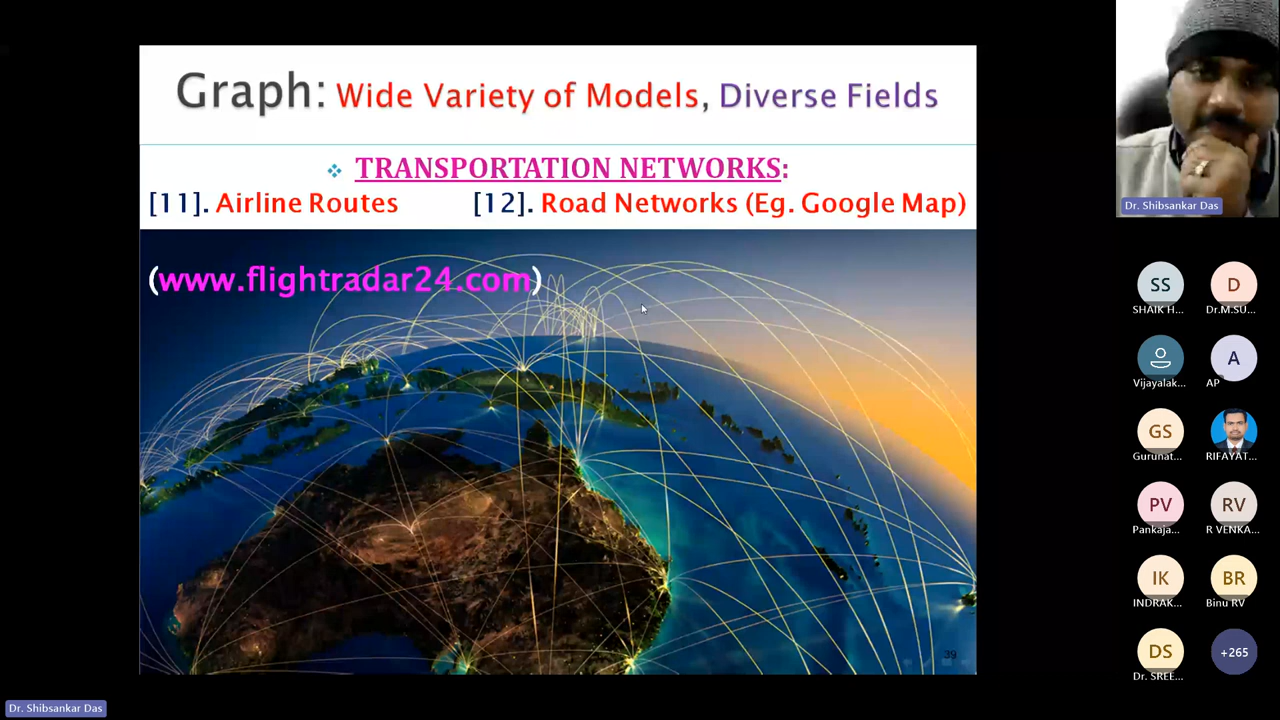 Graph: Wide Variety of Models, Diverse Fields
TRANSPORTATION NETWORKS:
[11]. Airline Routes [12]. Road Networks (Eg. Google Map)
(www.flightradar24.com)
39
Dr. Shibsankar Das
SS D
SHAIK H... Dr.M.SU...
A
Vijayalak... AP
GS
Gurunat... RIFAYAT...
PV RV
Pankaja... R VENKA...
IK BR
INDRAK... Binu RV
DS +265
Dr. SREE...
Dr. Shibsankar Das